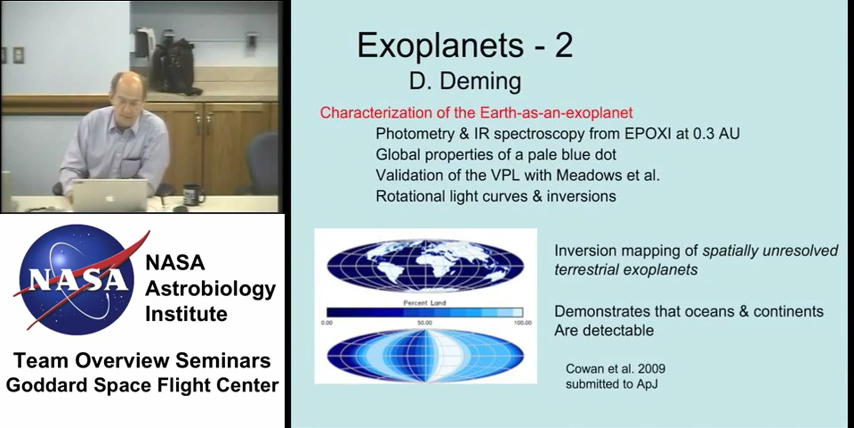 Exoplanets - 2
D. Deming
Characterization of the Earth-as-an-exoplanet
Photometry & IR spectroscopy from EPOXI at 0.3 AU
Global properties of a pale blue dot
Validation of the VPL with Meadows et al.
Rotational light curves & inversions
Inversion mapping of spatially unresolved
terrestrial exoplanets
Percent Land
0.00 50.00 100.00
Demonstrates that oceans & continents
Are detectable
Cowan et al. 2009
submitted to ApJ
NASA
NASA
Astrobiology
Institute
Team Overview Seminars
Goddard Space Flight Center